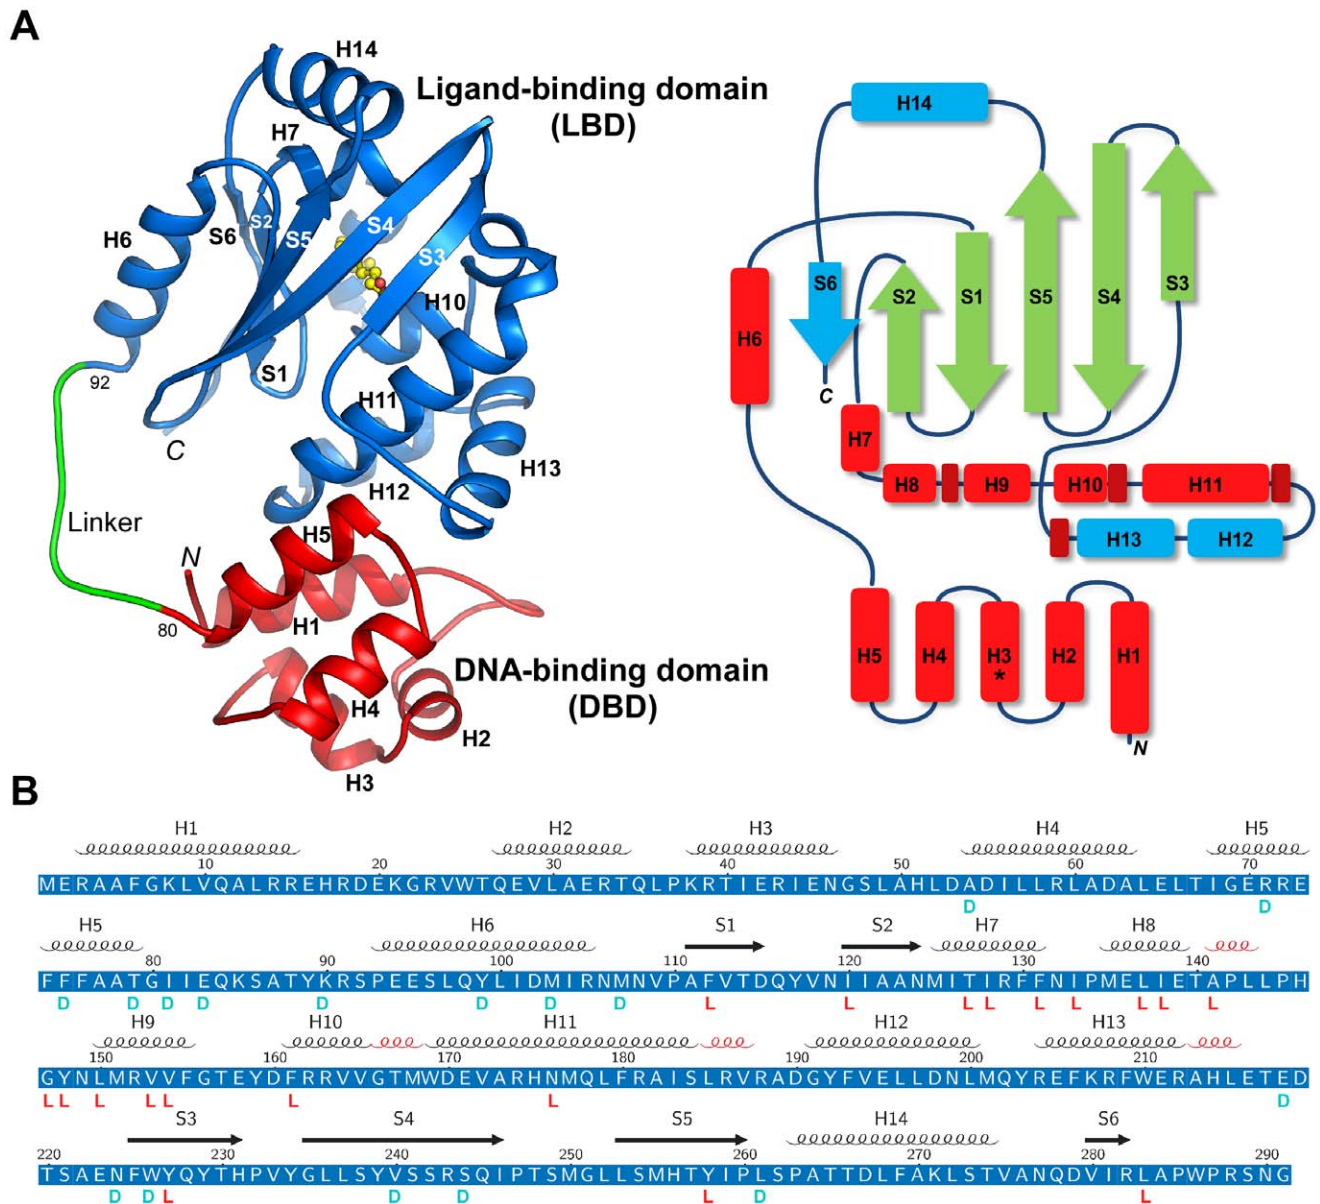 A
H14
Ligand-binding domain
(LBD)
H7
H6
S6
S2
S5
S4
S3
H10
S1
92
C
H11
H13
H12
Linker
N
H5
80
H1
DNA-binding domain
(DBD)
H4
H2
H3
H14
S6
S2
S1
S5
S4
S3
H6
C
H7
H8
H9
H10
H11
H13
H12
H5
H4
H3
*
H2
H1
N
B
H1 H2 H3 H4 H5
10 20 30 40 50 60 70
MERAAFGKLVQALRREHRDEKGRVWTQEVLAERTQLPKRTIERIENGSLAHLDADILLRLADALELTIGERRE
D D
H5 H6 S1 S2 H7 H8
80 90 100 110 120 130 140
FFFAATGIIEQKSATYKRSPEESLQYLIDMIRNMNVPAFVTDQYVNIIAANMITIRFFNIPMELIETAPLLPH
D D D D D D D D L L L L L L L L L
H9 H10 H11 H12 H13
150 160 170 180 190 200 210
GYNLMRVVFGTEYDFRRVVGTMWDEVARHNMQLFRAISLRVRADGYFVELLDNLMQYREFKRFWERAHLETED
L L L L L L L D
S3 S4 S5 H14 S6
220 230 240 250 260 270 280 290
TSAENFWYQYTHPVYGLLSYVSSRSQIPTSMGLLSMHTYIPLSPATTDLFAKLSTVANQDVIRLAPWPRSNG
D D L D D L D L